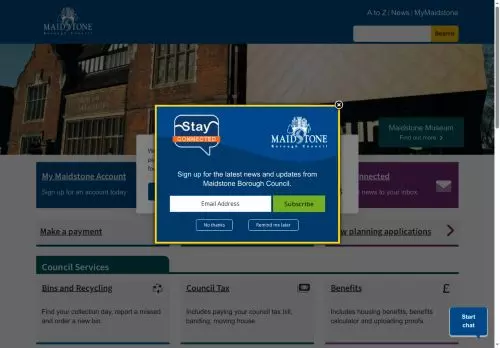 MAIDSTONE
Borough Council
A to Z | News | MyMaidstone
Search
Maidstone Museum
Find out more
Stay
CONNECTED
MAIDSTONE
Borough Council
Sign up for the latest news and updates from
Maidstone Borough Council.
Email Address
Subscribe
No thanks
Remind me later
My Maidstone Account
Sign up for an account today
news to your inbox
Make a payment
planning applications
Council Services
Bins and Recycling
Find your collection day, report a missed
and order a new bin.
Council Tax
Includes paying your council tax bill,
banding, moving house
Benefits
£
Includes housing benefits, benefits
calculator and uploading proofs.
Start
chat